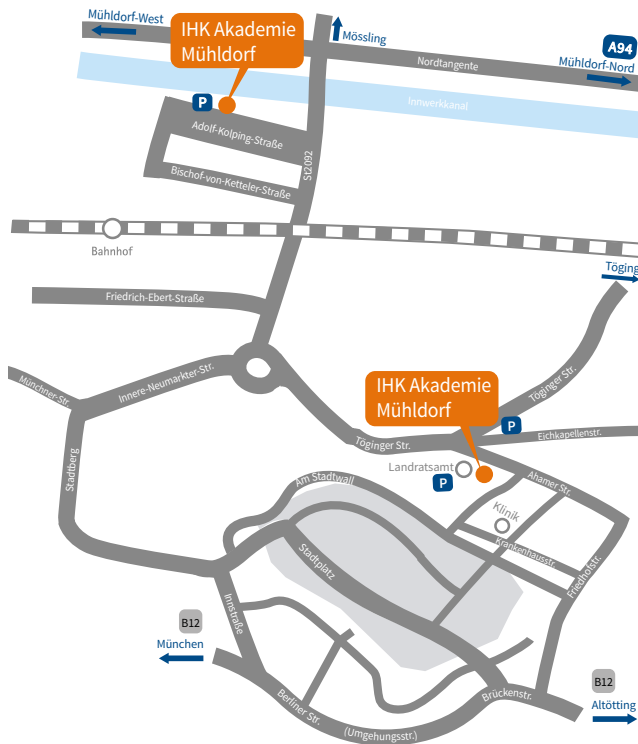 Mühldorf-West
Mössling
IHK Akademie
Mühldorf
A94
Nordtangente
Mühldorf-Nord
P
Innwerkkanal
Adolf-Kolping-Straße
St2092
Bischof-von-Ketteler-Straße
Bahnhof
Töging
Friedrich-Ebert-Straße
Innere-Neumarkter-Str.
Münchner-Str.
IHK Akademie
Mühldorf
Töginger Str.
P
Eichkapellenstr.
Töginger Str.
Landratsamt
P
Ahamer Str.
Stadtberg
Am Stadtwall
Klinik
Krankenhausstr.
Stadtplatz
Friedhofstr.
Innstraße
B12
München
B12
Altötting
Brückenstr.
Berliner Str.
(Umgehungsstr.)